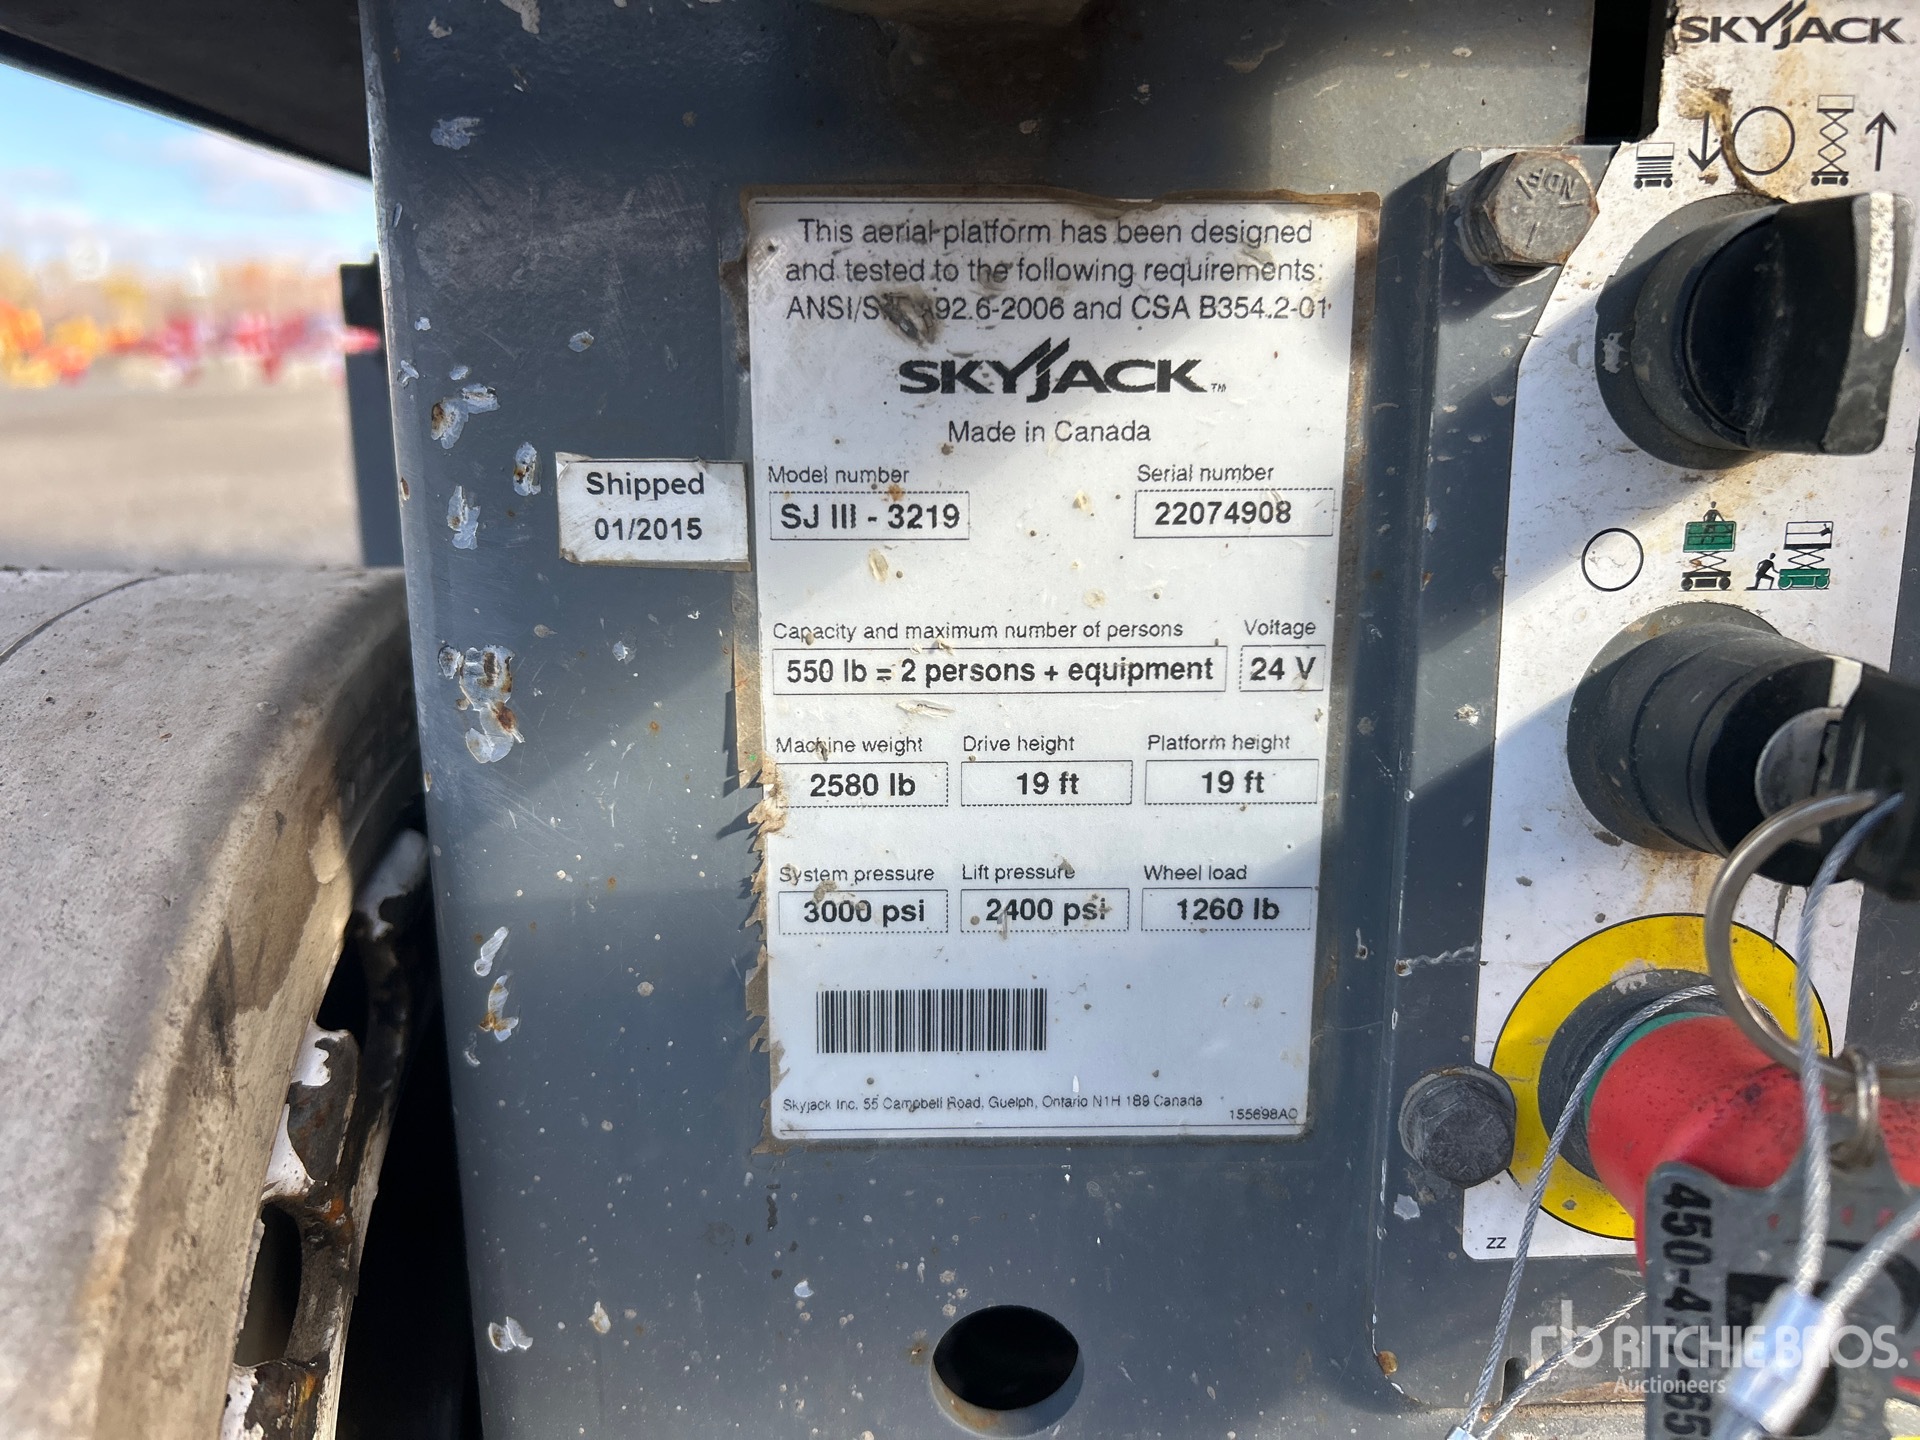 SKYJACK
This aerial platform has been designed
and tested to the following requirements:
92.6-2006 and CSA B354.2-01
SKYJACK™
Made in Canada
Shipped
01/2015
Model number Serial number
SJ III - 3219 22074908
Capacity and maximum number of persons Voltage
550 lb = 2 persons + equipment 24 V
Machine weight Drive height Platform height
2580 lb 19 ft 19 ft
System pressure Lift pressure Wheel load
3000 psi 2400 psi 1260 lb
Skyjack Inc. 55 Campbell Road, Guelph, Ontario N1H 1B9 Canada
155698AC
ZZ
rb RITCHIE BROS.
Auctioneers